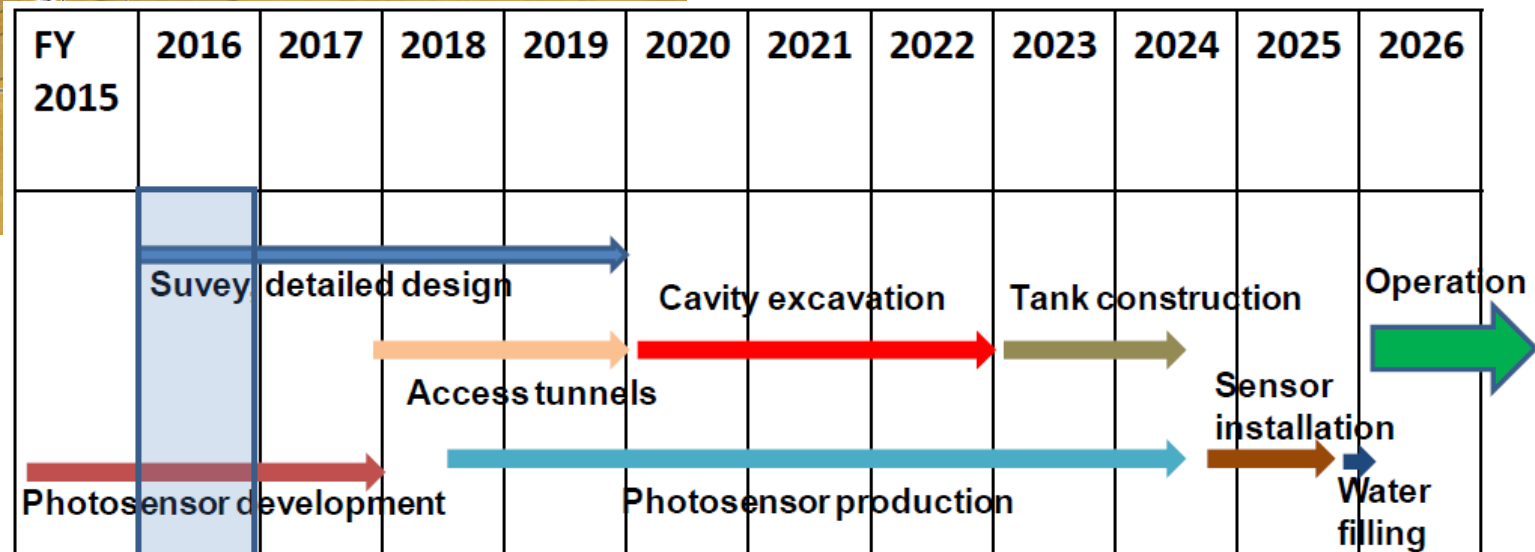 FY 2015
2016
2017
2018
2019
2020
2021
2022
2023
2024
2025
2026
Suvey, detailed design
Cavity excavation
Tank construction
Operation
Access tunnels
Sensor
installation
Photosensor development
Photosensor production
Water
filling